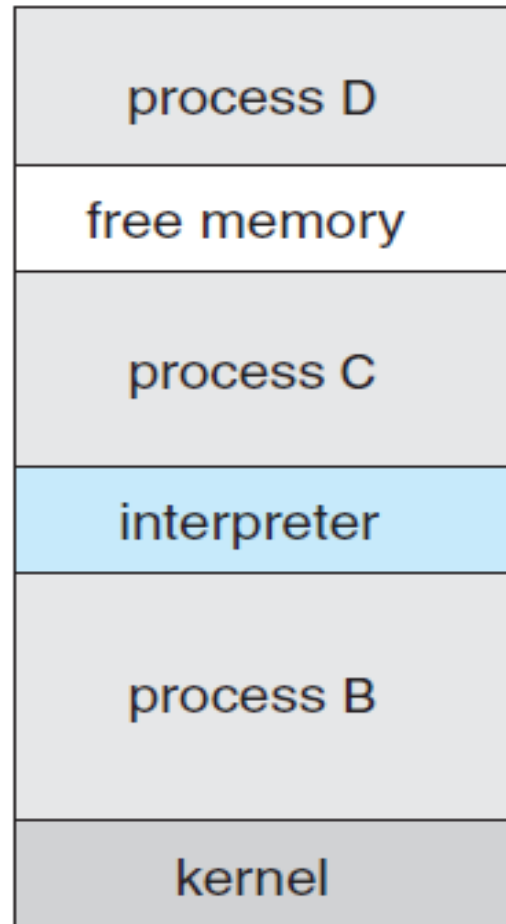 process D
free memory
process C
interpreter
process B
kernel